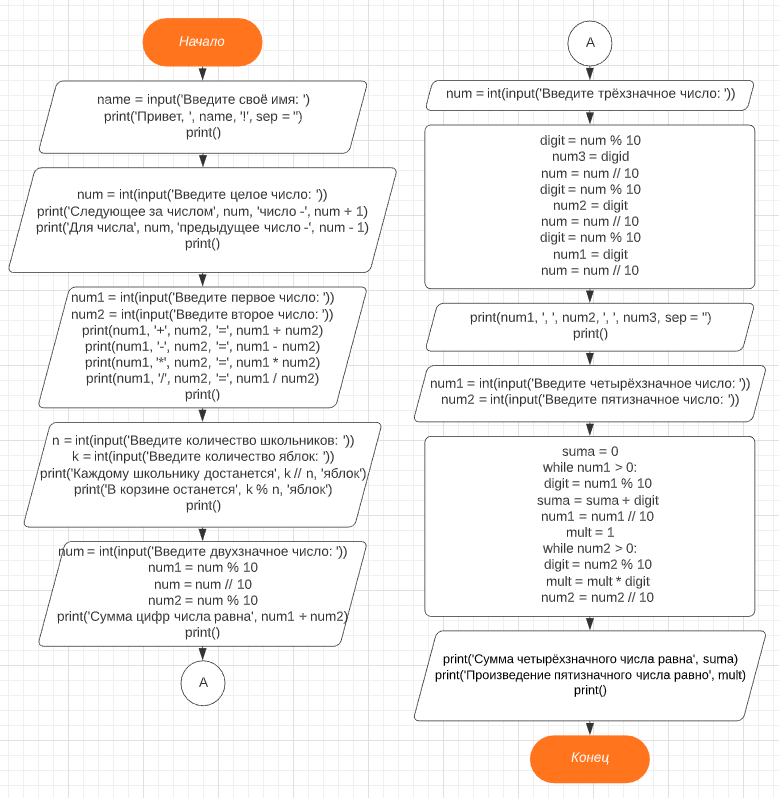 Начало
name = input('Введите своё имя: ')
print('Привет, ', name, '!', sep = '')
print()
num = int(input('Введите целое число: '))
print('Следующее за числом', num, 'число -', num + 1)
print('Для числа', num, 'предыдущее число -', num - 1)
print()
num1 = int(input('Введите первое число: '))
num2 = int(input('Введите второе число: '))
print(num1, '+', num2, '=', num1 + num2)
print(num1, '-', num2, '=', num1 - num2)
print(num1, '*', num2, '=', num1 * num2)
print(num1, '/', num2, '=', num1 / num2)
print()
n = int(input('Введите количество школьников: '))
k = int(input('Введите количество яблок: '))
print('Каждому школьнику достанется', k // n, 'яблок')
print('В корзине останется', k % n, 'яблок')
print()
num = int(input('Введите двухзначное число: '))
num1 = num % 10
num = num // 10
num2 = num % 10
print('Сумма цифр числа равна', num1 + num2)
print()
A
A
num = int(input('Введите трёхзначное число: '))
digit = num % 10
num3 = digid
num = num // 10
digit = num % 10
num2 = digit
num = num // 10
digit = num % 10
num1 = digit
num = num // 10
print(num1, ', ', num2, ', ', num3, sep = '')
print()
num1 = int(input('Введите четырёхзначное число: '))
num2 = int(input('Введите пятизначное число: '))
suma = 0
while num1 > 0:
digit = num1 % 10
suma = suma + digit
num1 = num1 // 10
mult = 1
while num2 > 0:
digit = num2 % 10
mult = mult * digit
num2 = num2 // 10
print('Сумма четырёхзначного числа равна', suma)
print('Произведение пятизначного числа равно', mult)
print()
Конец